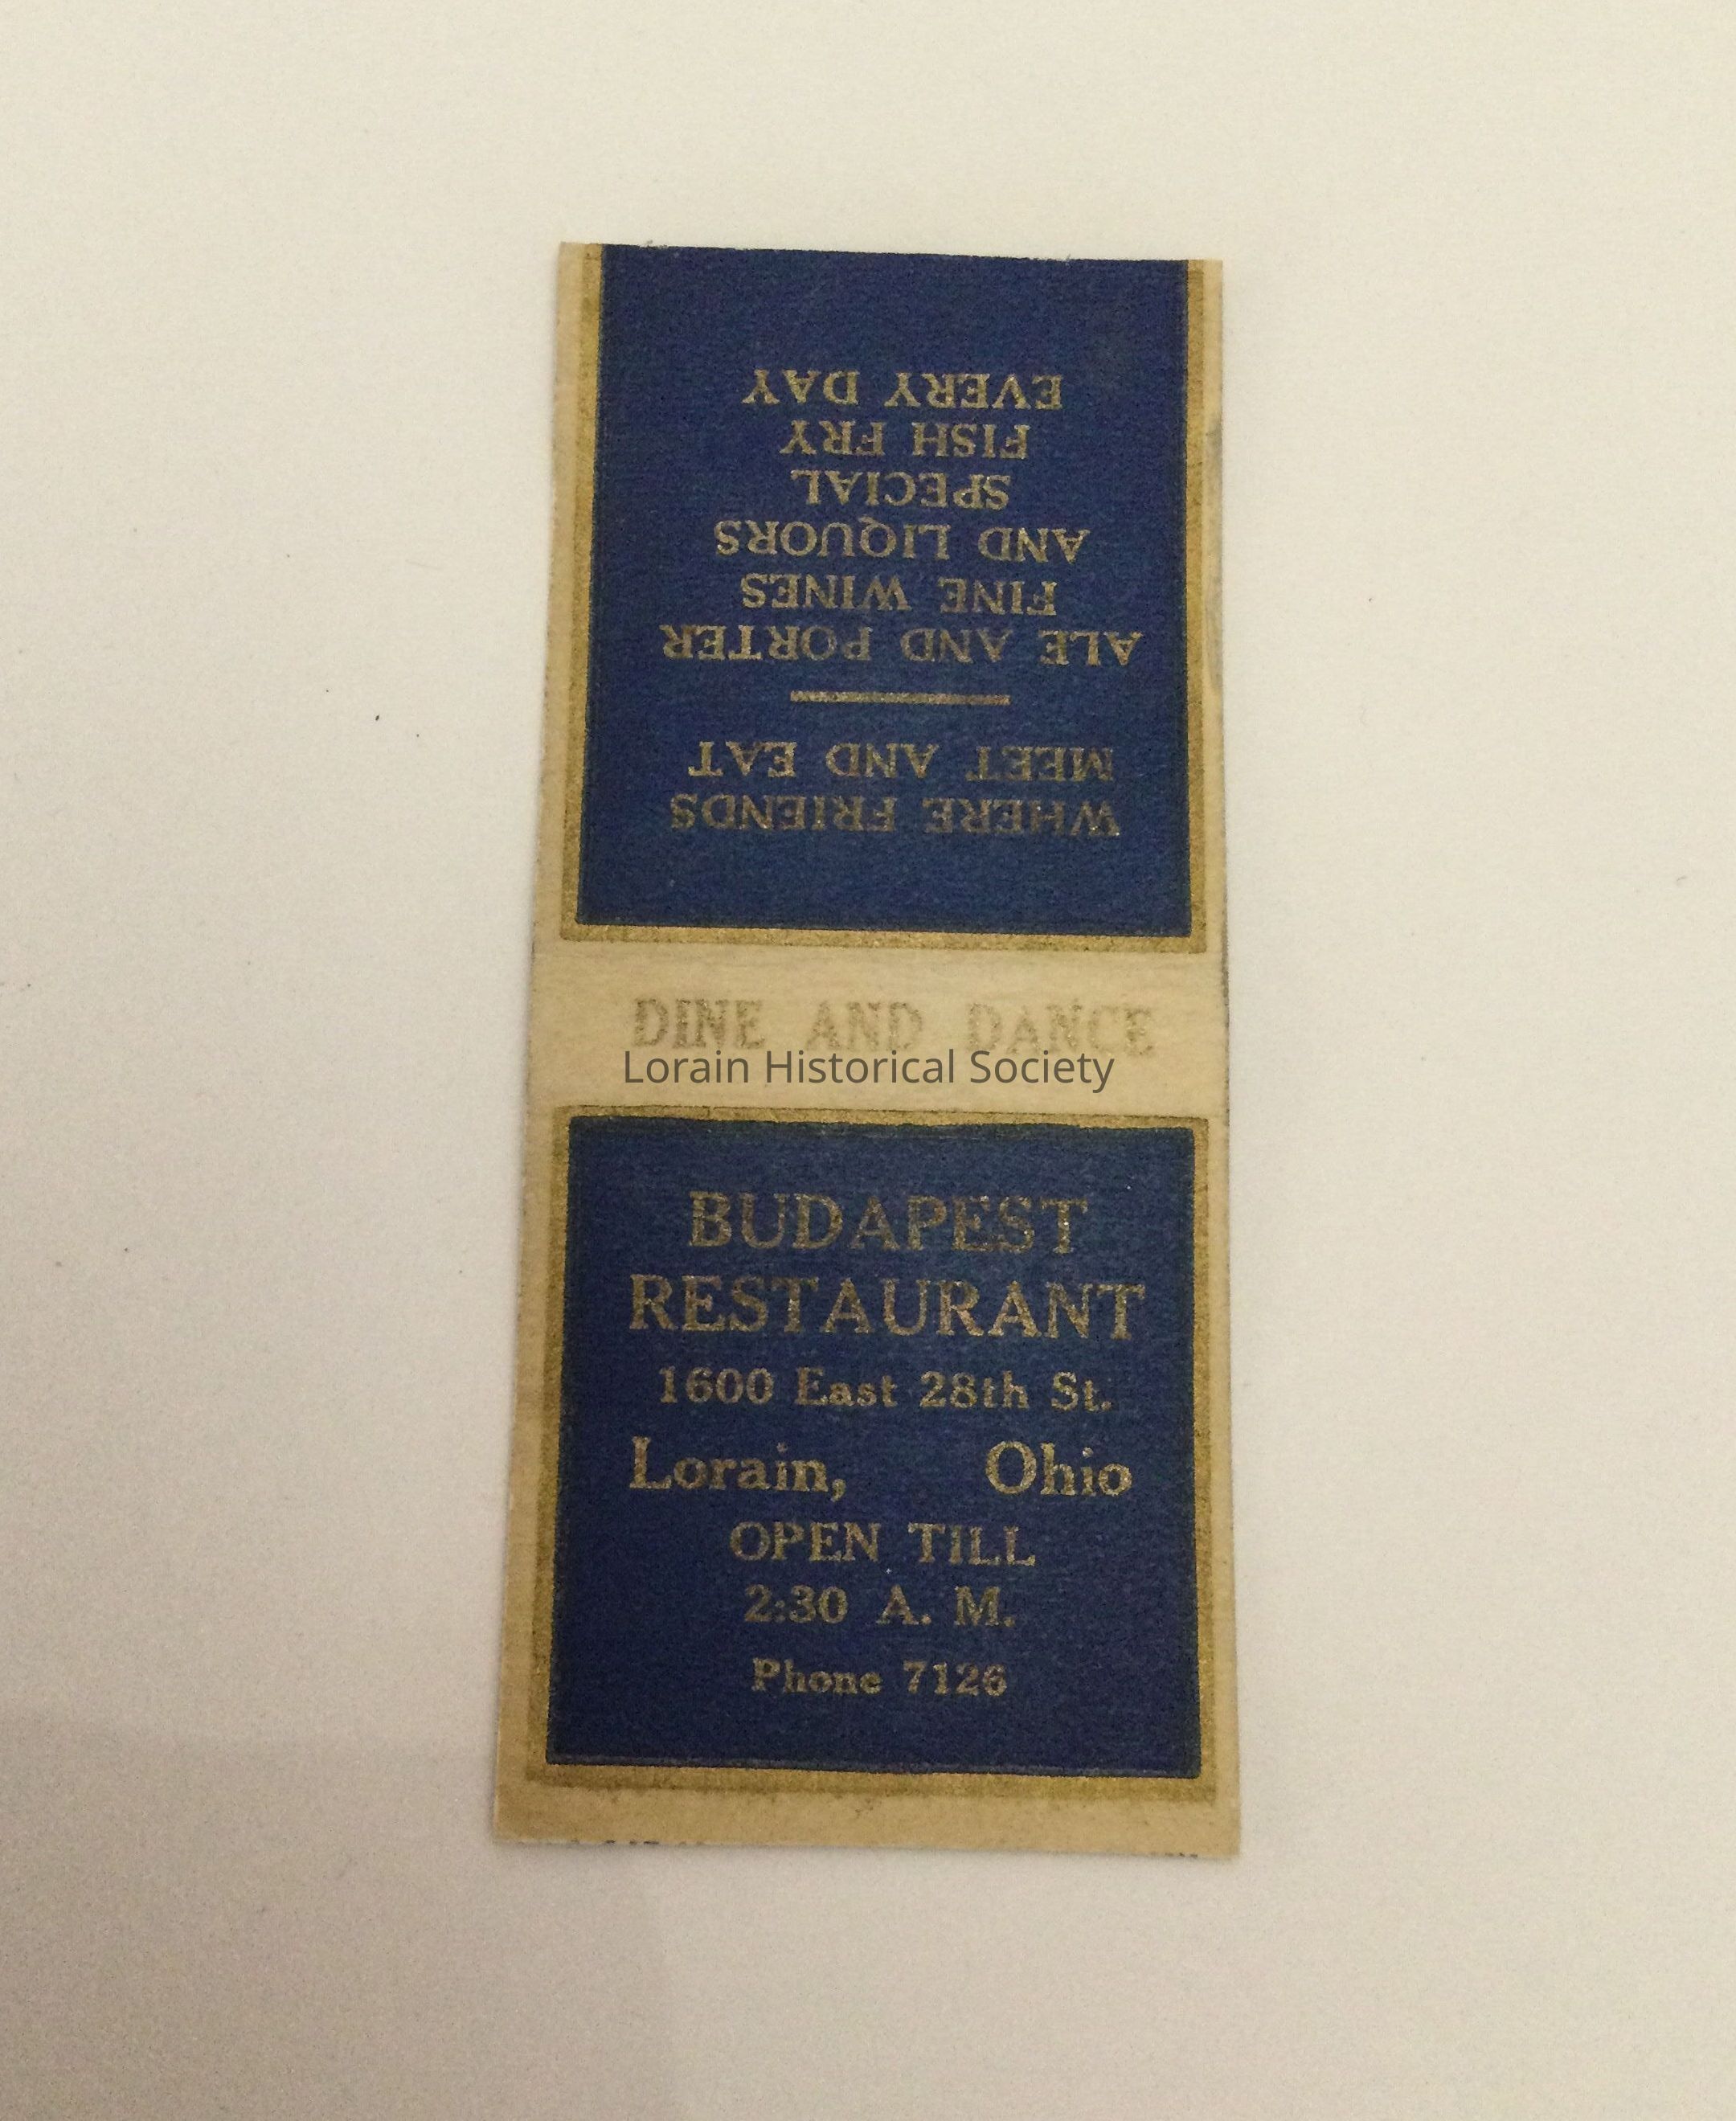 WHERE FRIENDS
MEET AND EAT
ALE AND PORTER
FINE WINES
AND LIQUORS
SPECIAL
FISH FRY
EVERY DAY
DINE AND DANCE
Lorain Historical Society
BUDAPEST
RESTAURANT
1600 East 28th St.
Lorain, Ohio
OPEN TILL
2:30 A. M.
Phone 7126